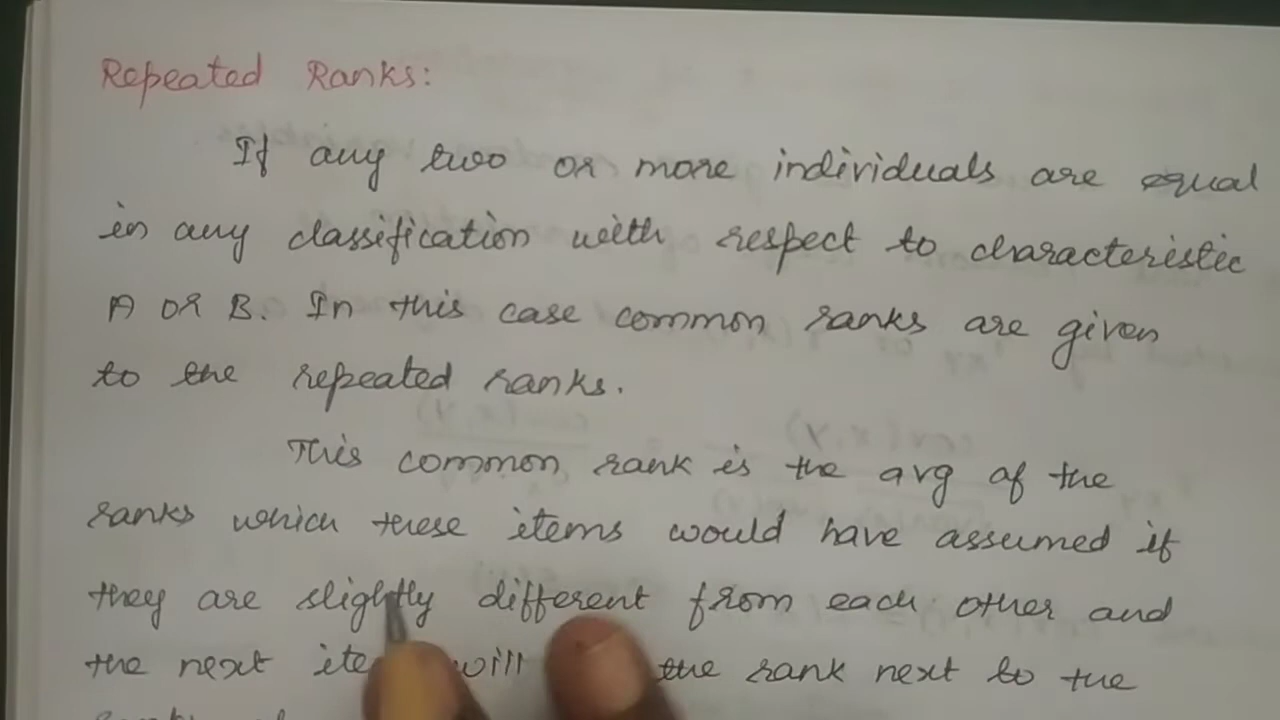 Repeated Ranks:
If any two or more individuals are equal
in any classification with respect to characteristic
A or B. In this case common ranks are given
to the repeated ranks.
This common rank is the avg of the
ranks which these items would have assumed if
they are slightly different from each other and
the next will the rank next to the